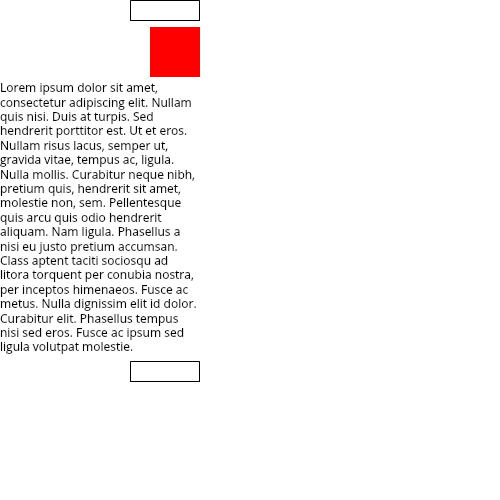 Lorem ipsum dolor sit amet,
consectetur adipiscing elit. Nullam
quis nisi. Duis at turpis. Sed
hendrerit porttitor est. Ut et eros.
Nullam risus lacus, semper ut,
gravida vitae, tempus ac, ligula.
Nulla mollis. Curabitur neque nibh,
pretium quis, hendrerit sit amet,
molestie non, sem. Pellentesque
quis arcu quis odio hendrerit
aliquam. Nam ligula. Phasellus a
nisi eu justo pretium accumsan.
Class aptent taciti sociosqu ad
litora torquent per conubia nostra,
per inceptos himenaeos. Fusce ac
metus. Nulla dignissim elit id dolor.
Curabitur elit. Phasellus tempus
nisi sed eros. Fusce ac ipsum sed
ligula volutpat molestie.